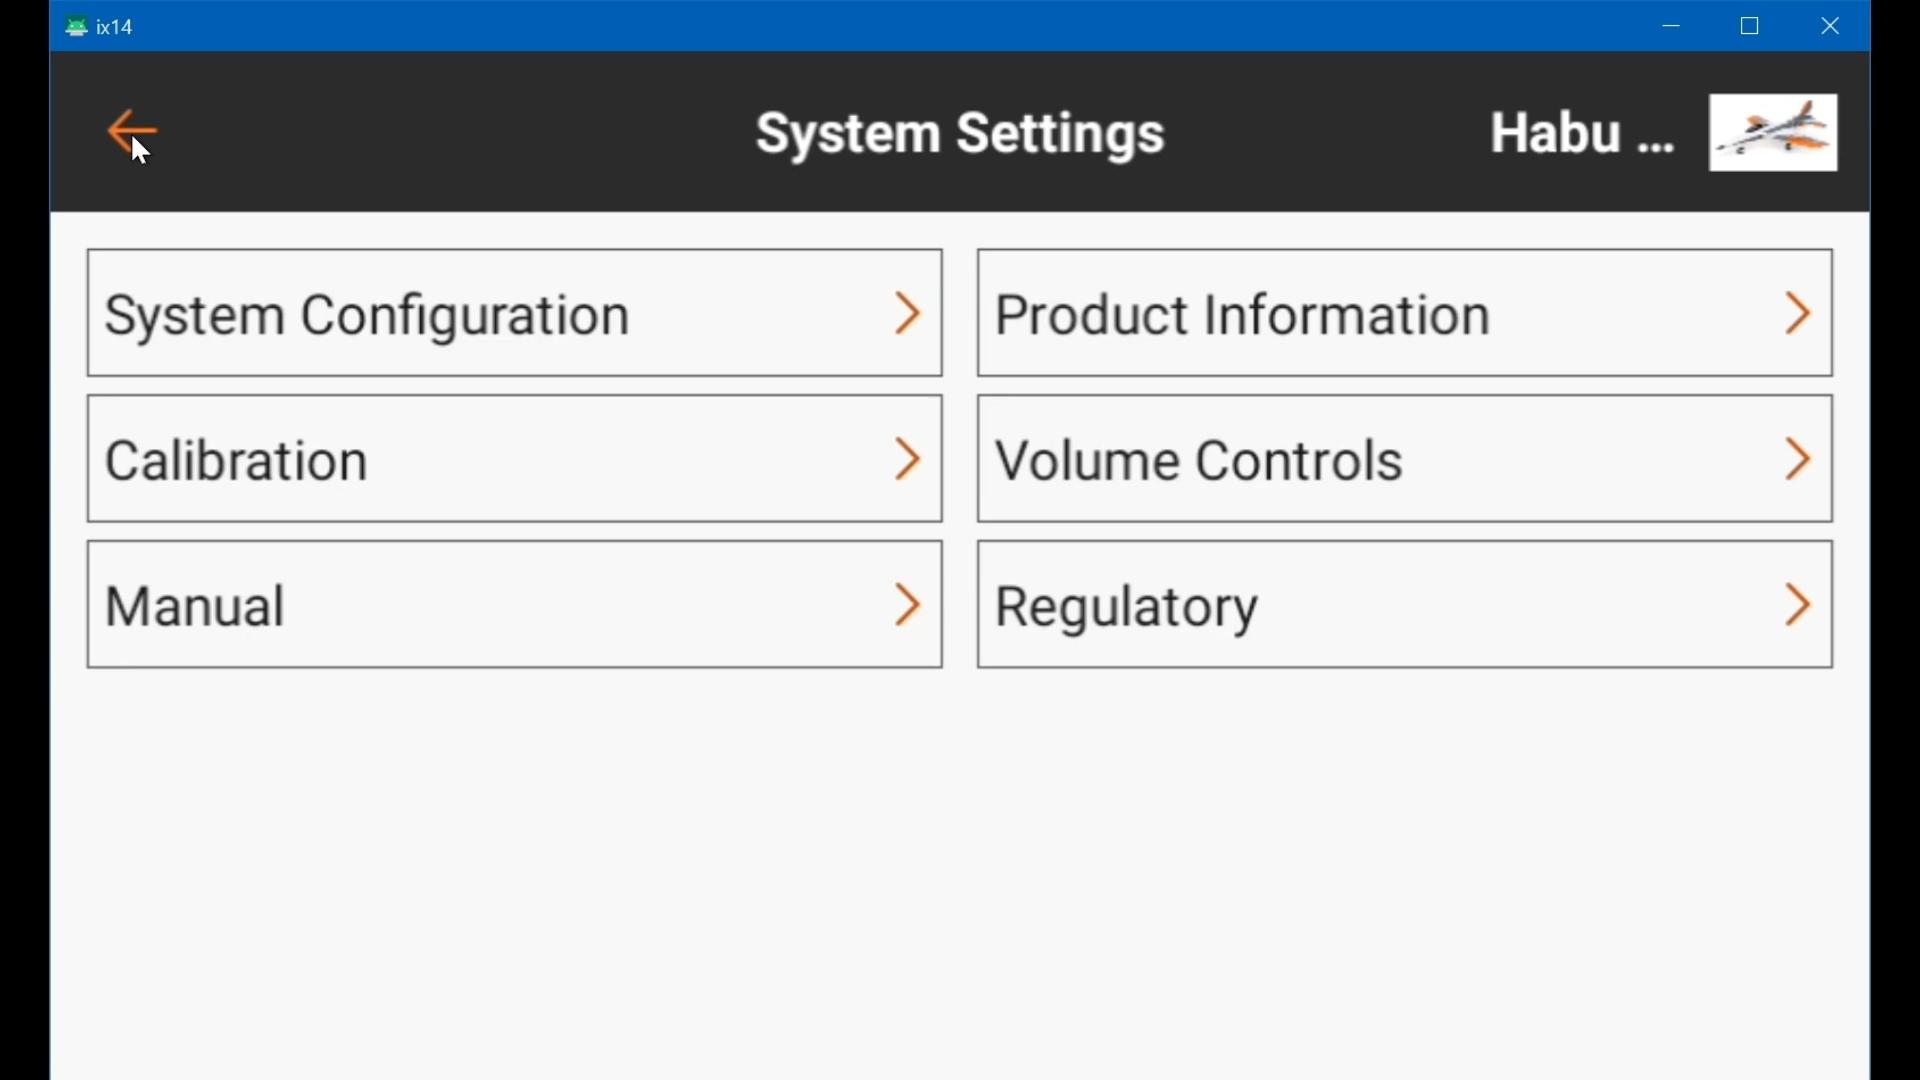 ix14
System Settings
Habu ...
System Configuration
Product Information
Calibration
Volume Controls
Manual
Regulatory